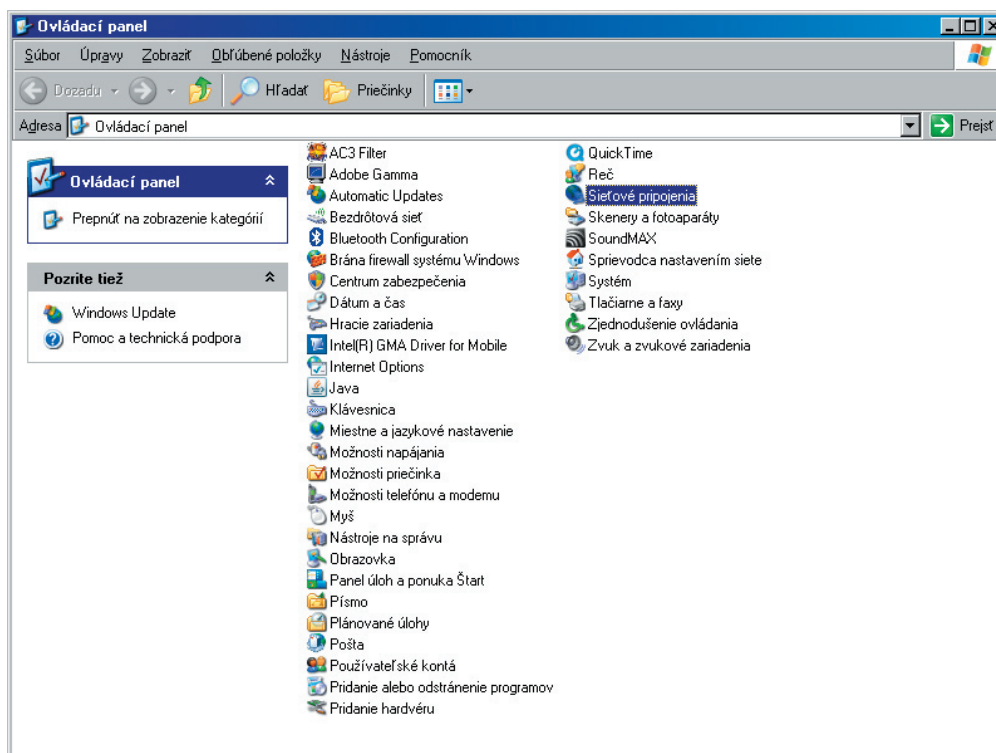 Ovládací panel
Súbor Úpravy Zobraziť Obľúbené položky Nástroje Pomocník
Dozadu Hľadať Priečinky
Adresa Ovládací panel Prejsť
Ovládací panel
Prepnúť na zobrazenie kategórií
Pozrite tiež
Windows Update
Pomoc a technická podpora
AC3 Filter
Adobe Gamma
Automatic Updates
Bezdrôtová sieť
Bluetooth Configuration
Brána firewall systému Windows
Centrum zabezpečenia
Dátum a čas
Hracie zariadenia
Intel(R) GMA Driver for Mobile
Internet Options
Java
Klávesnica
Miestne a jazykové nastavenie
Možnosti napájania
Možnosti priečinka
Možnosti telefónu a modemu
Myš
Nástroje na správu
Obrazovka
Panel úloh a ponuka Štart
Písmo
Plánované úlohy
Pošta
Používateľské kontá
Pridanie alebo odstránenie programov
Pridanie hardvéru
QuickTime
Reč
Sieťové pripojenia
Skenery a fotoaparáty
SoundMAX
Sprievodca nastavením siete
Systém
Tlačiarne a faxy
Zjednodušenie ovládania
Zvuk a zvukové zariadenia